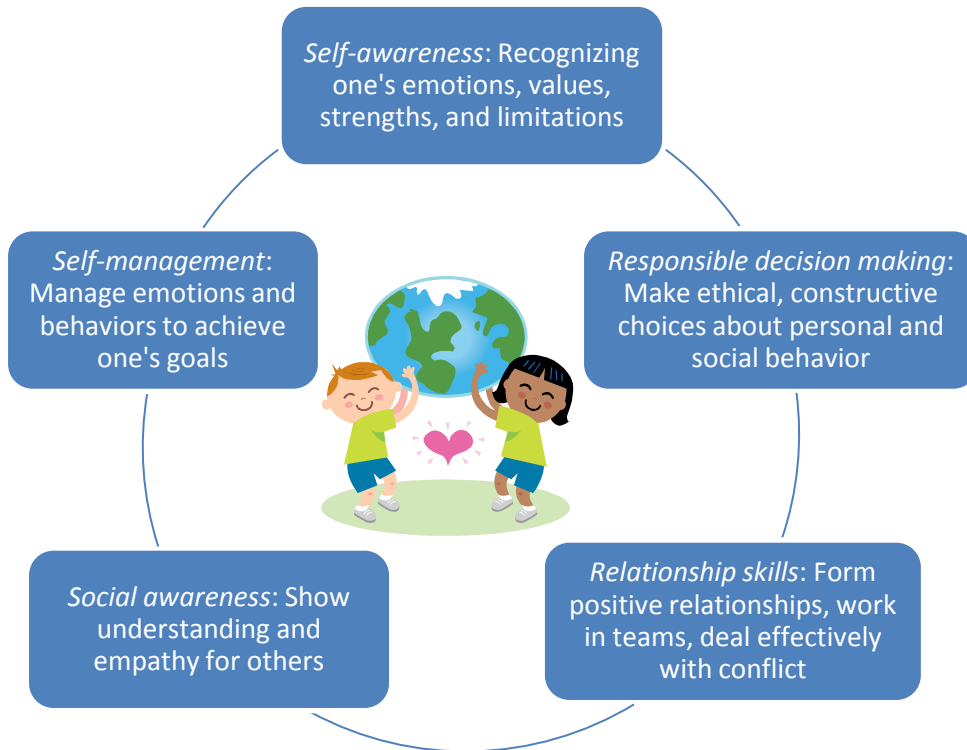 Self-awareness: Recognizing
one's emotions, values,
strengths, and limitations
Self-management:
Manage emotions and
behaviors to achieve
one's goals
Responsible decision making:
Make ethical, constructive
choices about personal and
social behavior
Social awareness: Show
understanding and
empathy for others
Relationship skills: Form
positive relationships, work
in teams, deal effectively
with conflict